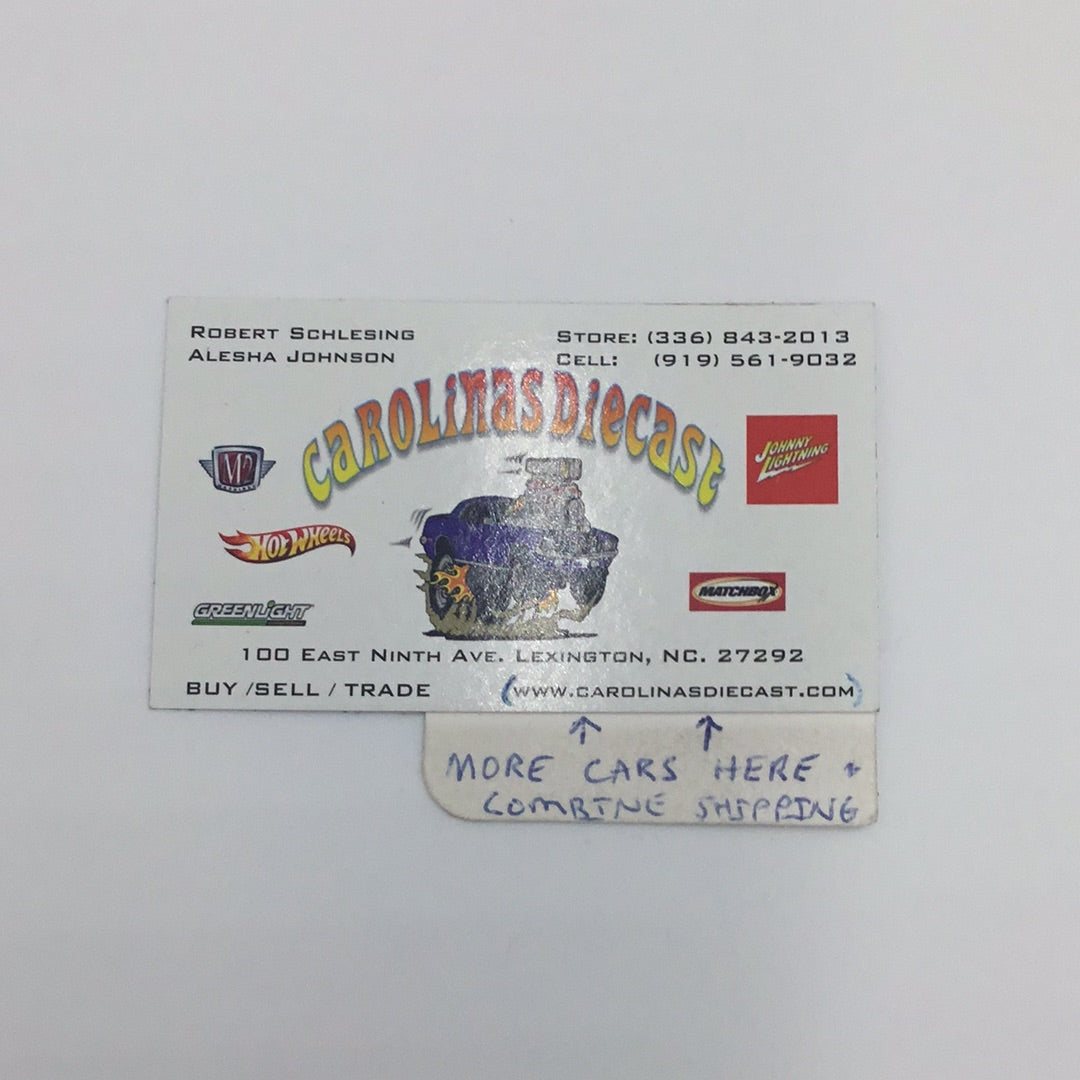 ROBERT SCHLESING
ALESHA JOHNSON
STORE: (336) 843-2013
CELL: (919) 561-9032
CAROLINAS DIECAST
M2
JOHNNY LIGHTNING
HOT WHEELS
MATCHBOX
GREENLIGHT
100 EAST NINTH AVE. LEXINGTON, NC. 27292
BUY /SELL / TRADE
(WWW.CAROLINASDIECAST.COM)
↑ ↑
MORE CARS HERE +
COMBINE SHIPPING